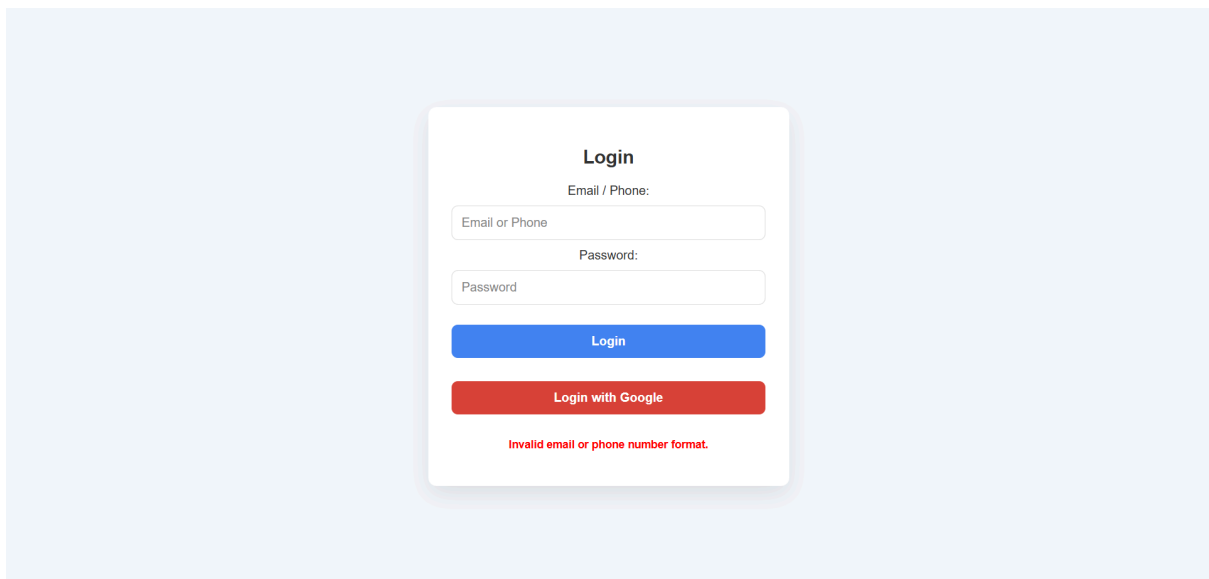 Login
Email / Phone:
Email or Phone
Password:
Password
Login
Login with Google
Invalid email or phone number format.